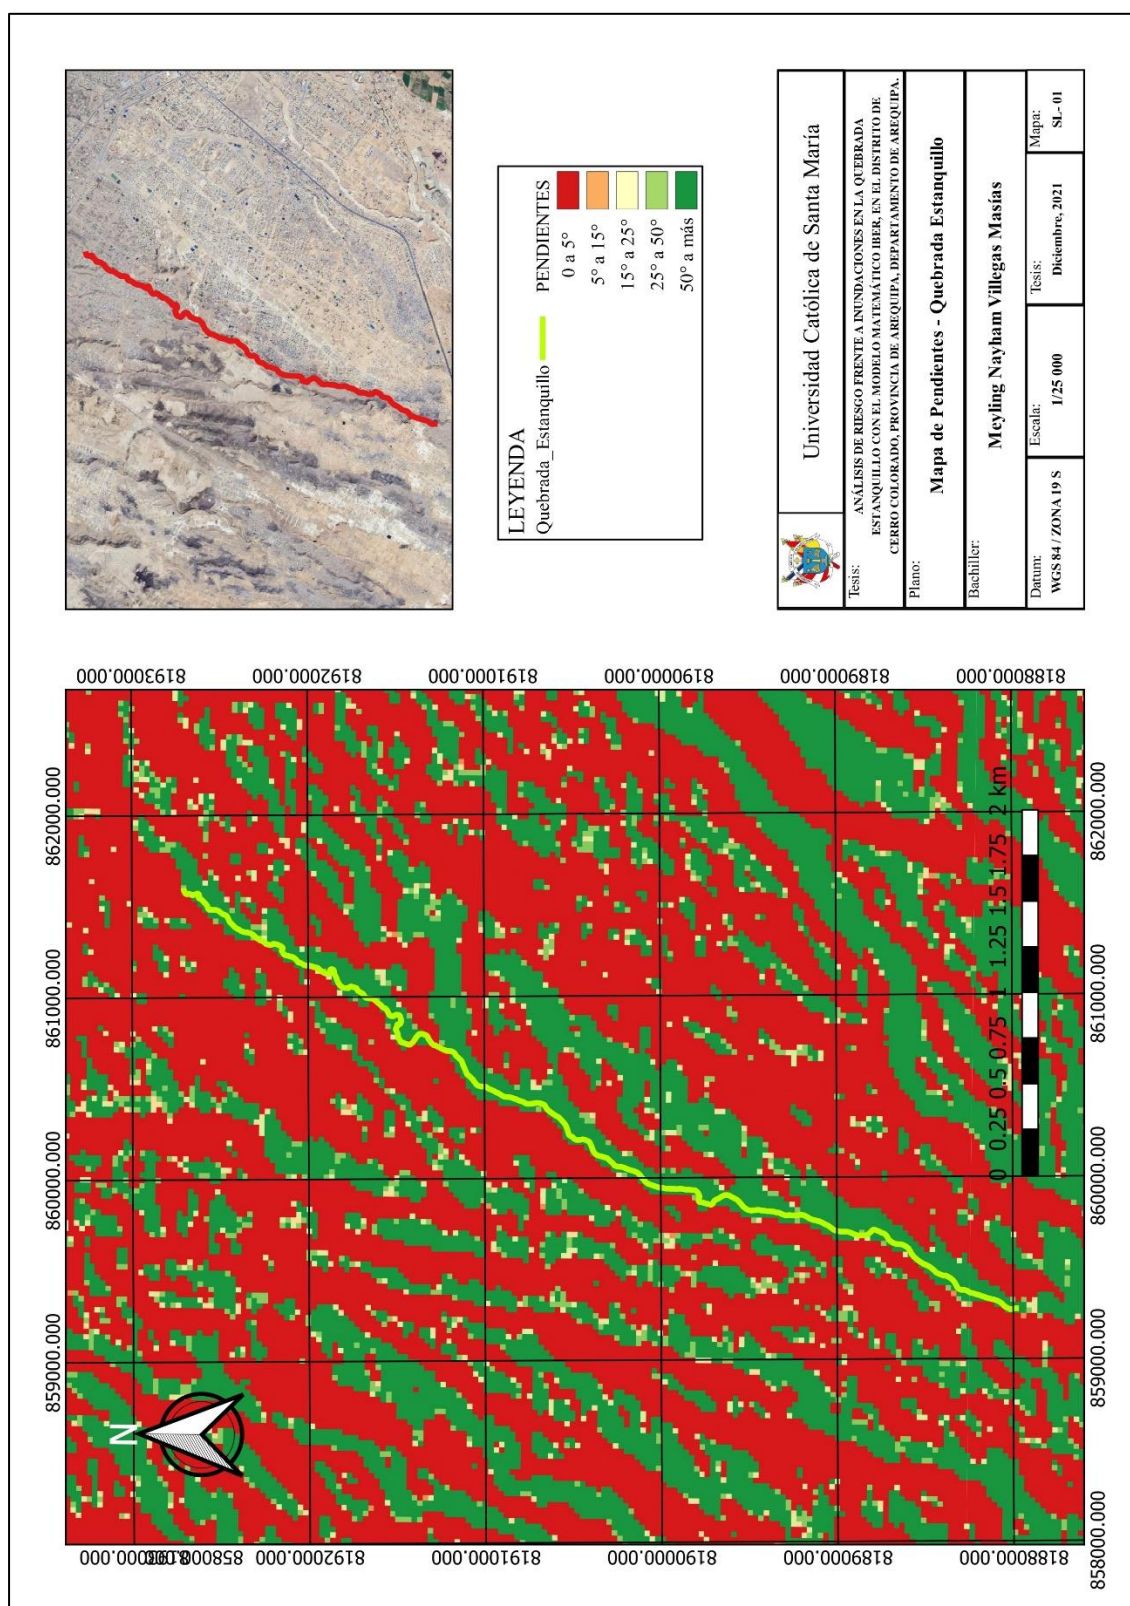 859000.000
860000.000
861000.000
862000.000
8193000.000
8192000.000
8191000.000
8190000.000
8189000.000
8188000.000
8192000.000
8191000.000
8190000.000
8189000.000
8188000.000
N
0 0.25 0.5 0.75 1 1.25 1.5 1.75 2 km
858000.000
859000.000
860000.000
861000.000
862000.000
LEYENDA
Quebrada_Estanquillo
PENDIENTES
0 a 5°
5° a 15°
15° a 25°
25° a 50°
50° a más
Universidad Católica de Santa María
Tesis:
ANÁLISIS DE RIESGO FRENTE A INUNDACIONES EN LA QUEBRADA
ESTANQUILLO CON EL MODELO MATEMÁTICO IBER, EN EL DISTRITO DE
CERRO COLORADO, PROVINCIA DE AREQUIPA, DEPARTAMENTO DE AREQUIPA.
Plano:
Mapa de Pendientes - Quebrada Estanquillo
Bachiller:
Meyling Nayham Villegas Masías
Datum:
WGS 84 / ZONA 19 S
Escala:
1/25 000
Tesis:
Diciembre, 2021
Mapa:
SL- 01